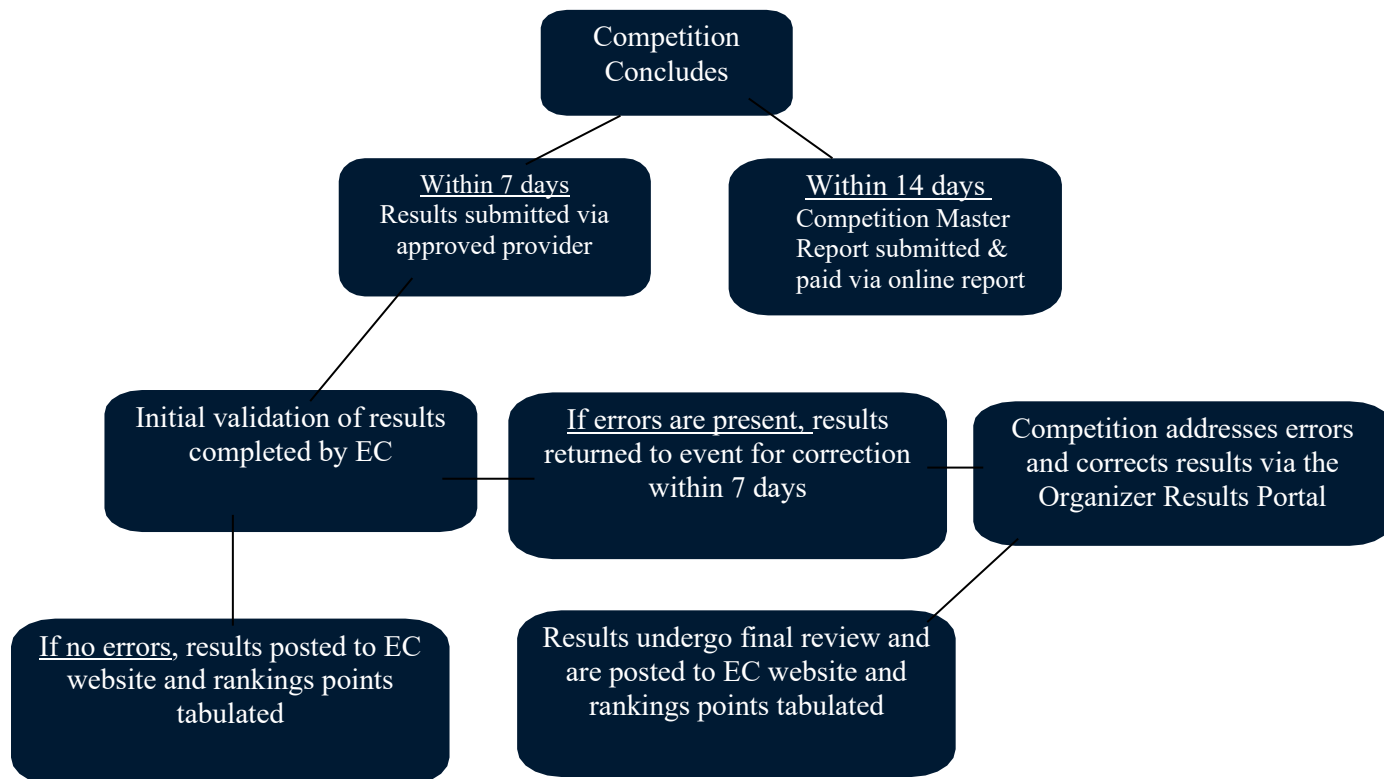 Competition
Concludes
Within 7 days
Results submitted via
approved provider
Within 14 days
Competition Master
Report submitted &
paid via online report
Initial validation of results
completed by EC
If errors are present, results
returned to event for correction
within 7 days
Competition addresses errors
and corrects results via the
Organizer Results Portal
If no errors, results posted to EC
website and rankings points
tabulated
Results undergo final review and
are posted to EC website and
rankings points tabulated